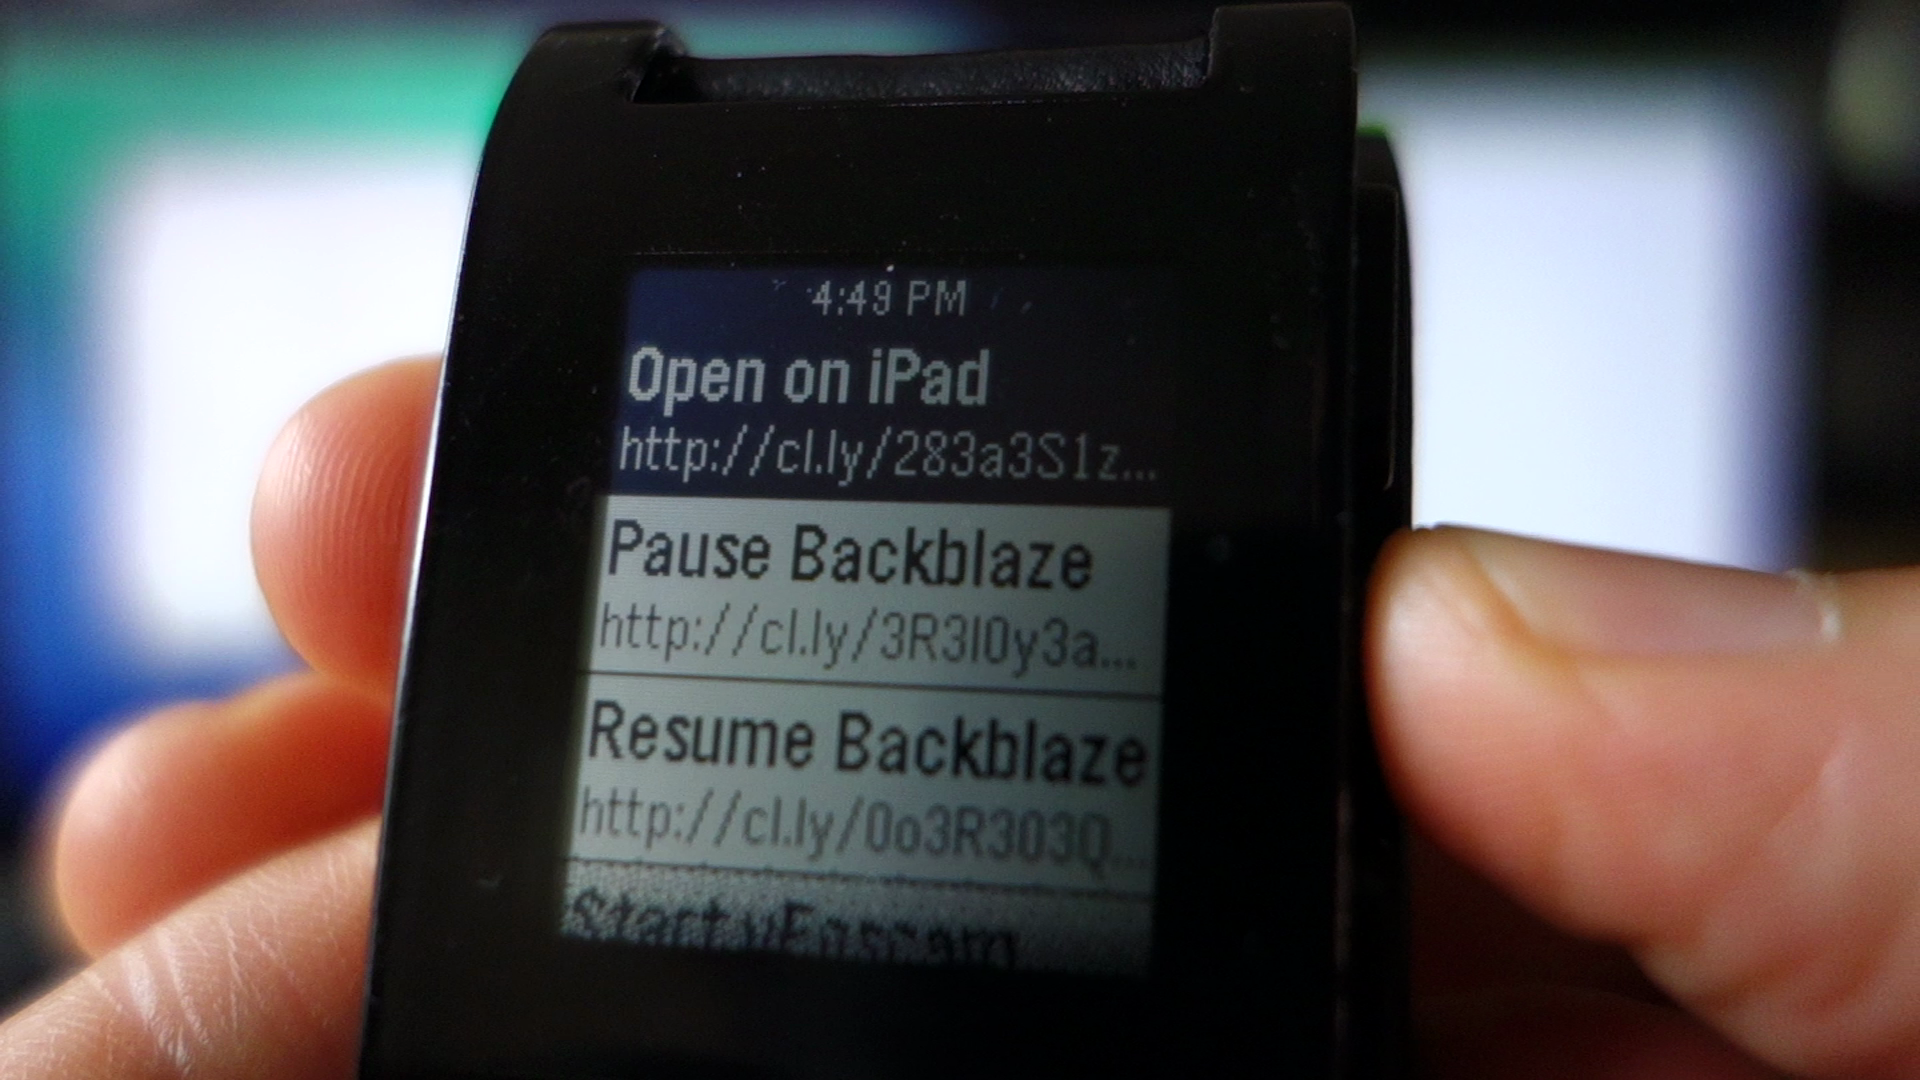 4:49 PM
Open on iPad
http://cl.ly/283a3S1z...
Pause Backblaze
http://cl.ly/3R3l0y3a...
Resume Backblaze
http://cl.ly/0o3R303Q...
Start